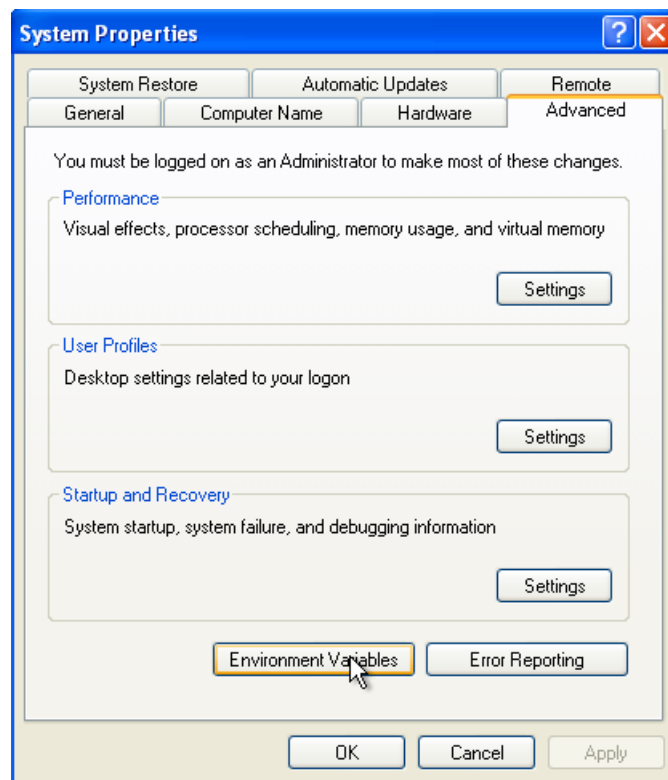 System Properties
System Restore Automatic Updates Remote
General Computer Name Hardware Advanced
You must be logged on as an Administrator to make most of these changes.
Performance
Visual effects, processor scheduling, memory usage, and virtual memory
Settings
User Profiles
Desktop settings related to your logon
Settings
Startup and Recovery
System startup, system failure, and debugging information
Settings
Environment Variables Error Reporting
OK Cancel Apply